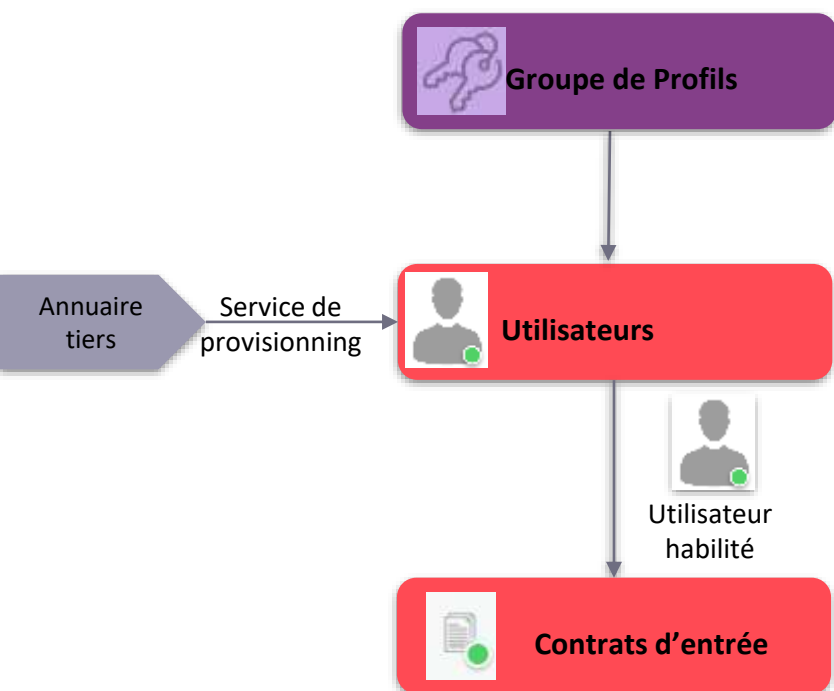 Groupe de Profils
Annuaire
tiers
Service de
provisionning
Utilisateurs
Utilisateur
habilité
Contrats d’entrée